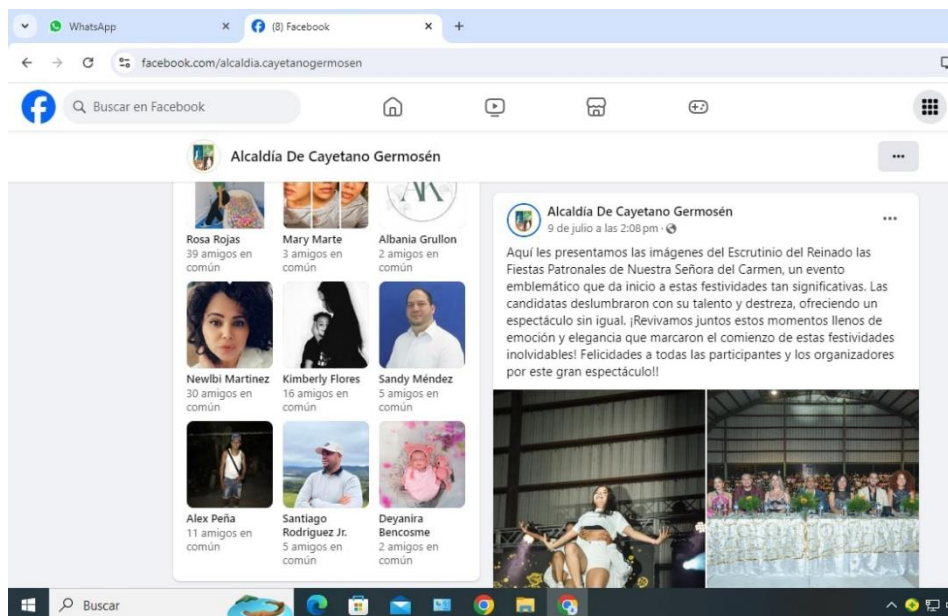 WhatsApp
(8) Facebook
facebook.com/alcaldia.cayetanogermosen
Buscar en Facebook
Alcaldía De Cayetano Germosén
AR
Rosa Rojas
39 amigos en
común
Mary Marte
3 amigos en
común
Albania Grullon
2 amigos en
común
Newlbi Martinez
30 amigos en
común
Kimberly Flores
16 amigos en
común
Sandy Méndez
5 amigos en
común
Alex Peña
11 amigos en
común
Santiago
Rodriguez Jr.
5 amigos en
común
Deyanira
Bencosme
2 amigos en
común
Alcaldía De Cayetano Germosén
9 de julio a las 2:08 pm ·
Aquí les presentamos las imágenes del Escrutinio del Reinado las
Fiestas Patronales de Nuestra Señora del Carmen, un evento
emblemático que da inicio a estas festividades tan significativas. Las
candidatas deslumbraron con su talento y destreza, ofreciendo un
espectáculo sin igual. ¡Revivamos juntos estos momentos llenos de
emoción y elegancia que marcaron el comienzo de estas festividades
inolvidables! Felicidades a todas las participantes y los organizadores
por este gran espectáculo!!
Buscar